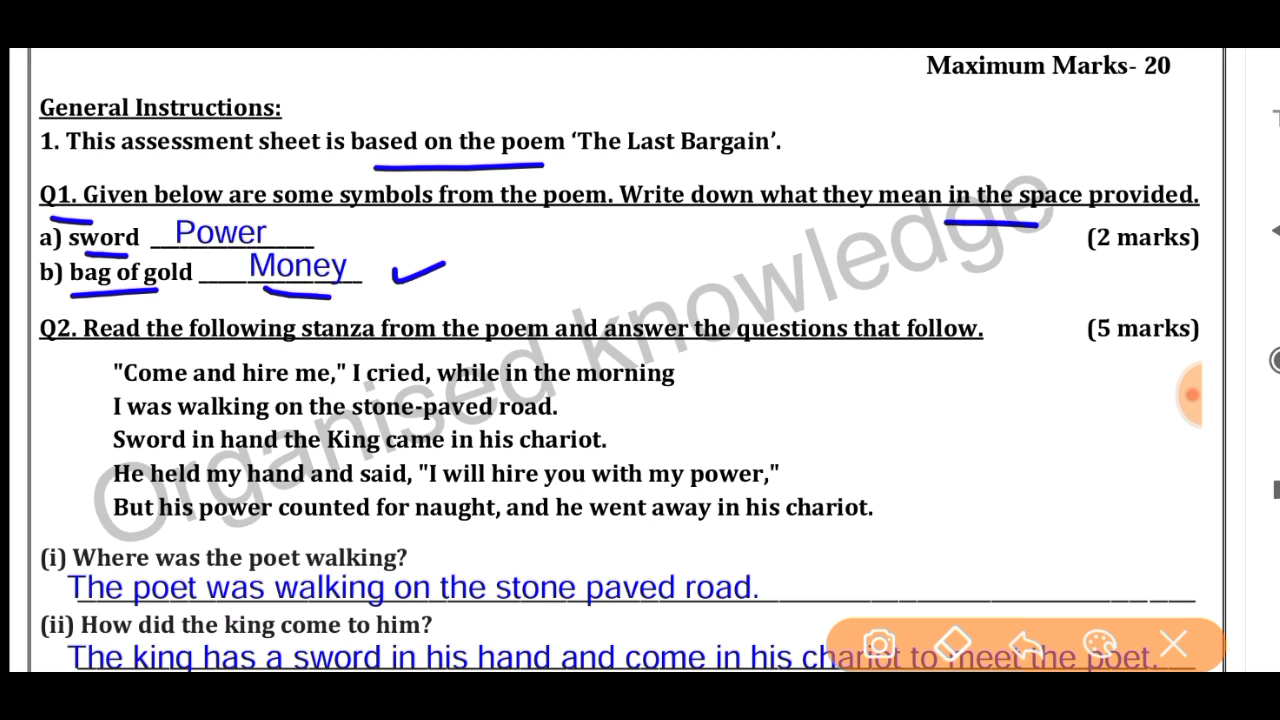 Maximum Marks- 20
General Instructions:
1. This assessment sheet is based on the poem ‘The Last Bargain’.
Q1. Given below are some symbols from the poem. Write down what they mean in the space provided.
a) sword Power (2 marks)
b) bag of gold Money
Q2. Read the following stanza from the poem and answer the questions that follow. (5 marks)
"Come and hire me," I cried, while in the morning
I was walking on the stone-paved road.
Sword in hand the King came in his chariot.
He held my hand and said, "I will hire you with my power,"
But his power counted for naught, and he went away in his chariot.
(i) Where was the poet walking?
The poet was walking on the stone paved road.
(ii) How did the king come to him?
The king has a sword in his hand and come in his chariot to meet the poet.
Organised knowledge